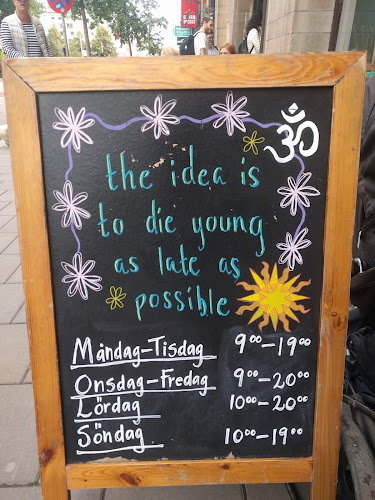 ॐ
the idea is
to die young
as late as
possible
Måndag-Tisdag 9⁰⁰-19⁰⁰
Onsdag-Fredag 9⁰⁰-20⁰⁰
Lördag 10⁰⁰-20⁰⁰
Söndag 10⁰⁰-19⁰⁰